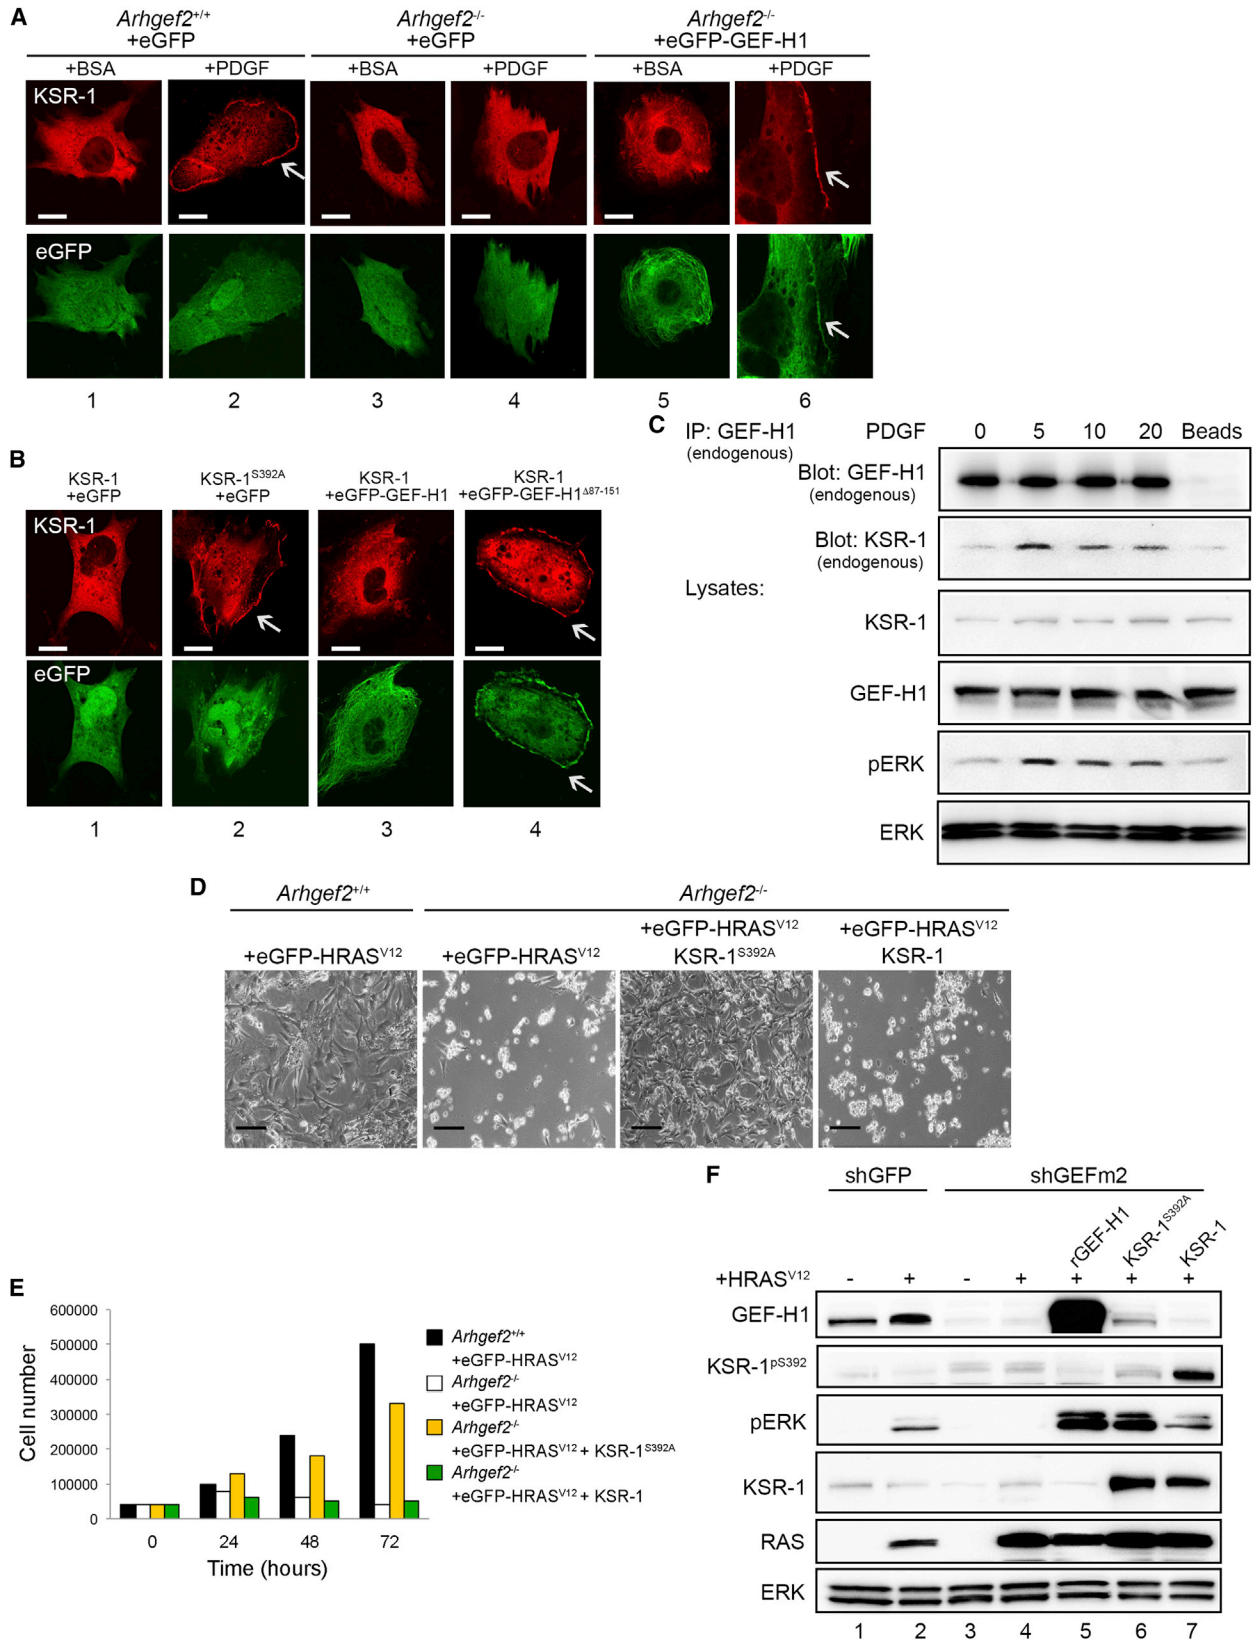 A
Arhgef2+/+
+eGFP
Arhgef2-/-
+eGFP
Arhgef2-/-
+eGFP-GEF-H1
+BSA +PDGF +BSA +PDGF +BSA +PDGF
KSR-1
eGFP
1 2 3 4 5 6
B
KSR-1
+eGFP
KSR-1S392A
+eGFP
KSR-1
+eGFP-GEF-H1
KSR-1
+eGFP-GEF-H1Δ87-151
KSR-1
eGFP
1 2 3 4
C
IP: GEF-H1
(endogenous)
PDGF 0 5 10 20 Beads
Blot: GEF-H1
(endogenous)
Blot: KSR-1
(endogenous)
Lysates:
KSR-1
GEF-H1
pERK
ERK
D
Arhgef2+/+
Arhgef2-/-
+eGFP-HRASV12
+eGFP-HRASV12
+eGFP-HRASV12
KSR-1S392A
+eGFP-HRASV12
KSR-1
E
Cell number
600000
500000
400000
300000
200000
100000
0
0 24 48 72
Time (hours)
Arhgef2+/+
+eGFP-HRASV12
Arhgef2-/-
+eGFP-HRASV12
Arhgef2-/-
+eGFP-HRASV12 + KSR-1S392A
Arhgef2-/-
+eGFP-HRASV12 + KSR-1
F
shGFP shGEFm2
rGEF-H1 KSR-1S392A KSR-1
+HRASV12 - + - + + + +
GEF-H1
KSR-1pS392
pERK
KSR-1
RAS
ERK
1 2 3 4 5 6 7